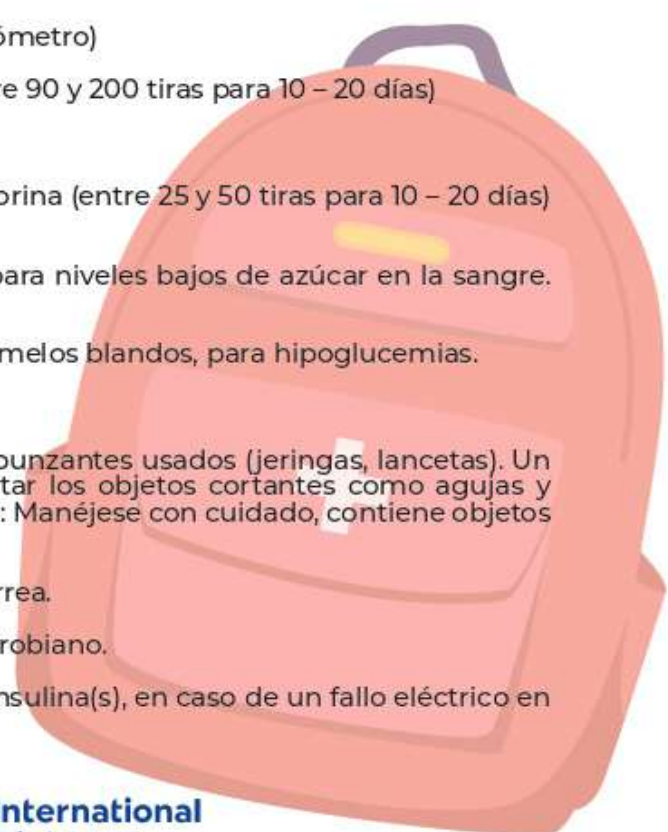 ómetro)
re 90 y 200 tiras para 10 – 20 días)
orina (entre 25 y 50 tiras para 10 – 20 días)
para niveles bajos de azúcar en la sangre.
melos blandos, para hipoglucemias.
punzantes usados (jeringas, lancetas). Un
tar los objetos cortantes como agujas y
: Manéjese con cuidado, contiene objetos
rrea.
robiano.
nsulina(s), en caso de un fallo eléctrico en
nternational